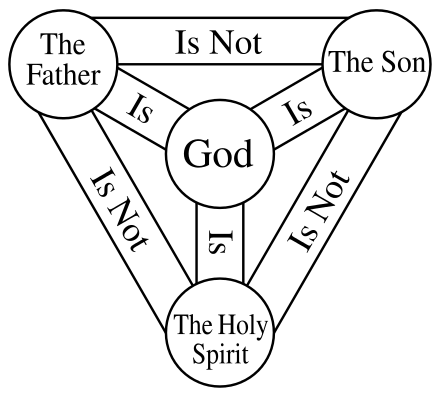 The
Father
Is Not
The Son
Is
Is
God
Is Not
Is
Is Not
The Holy
Spirit